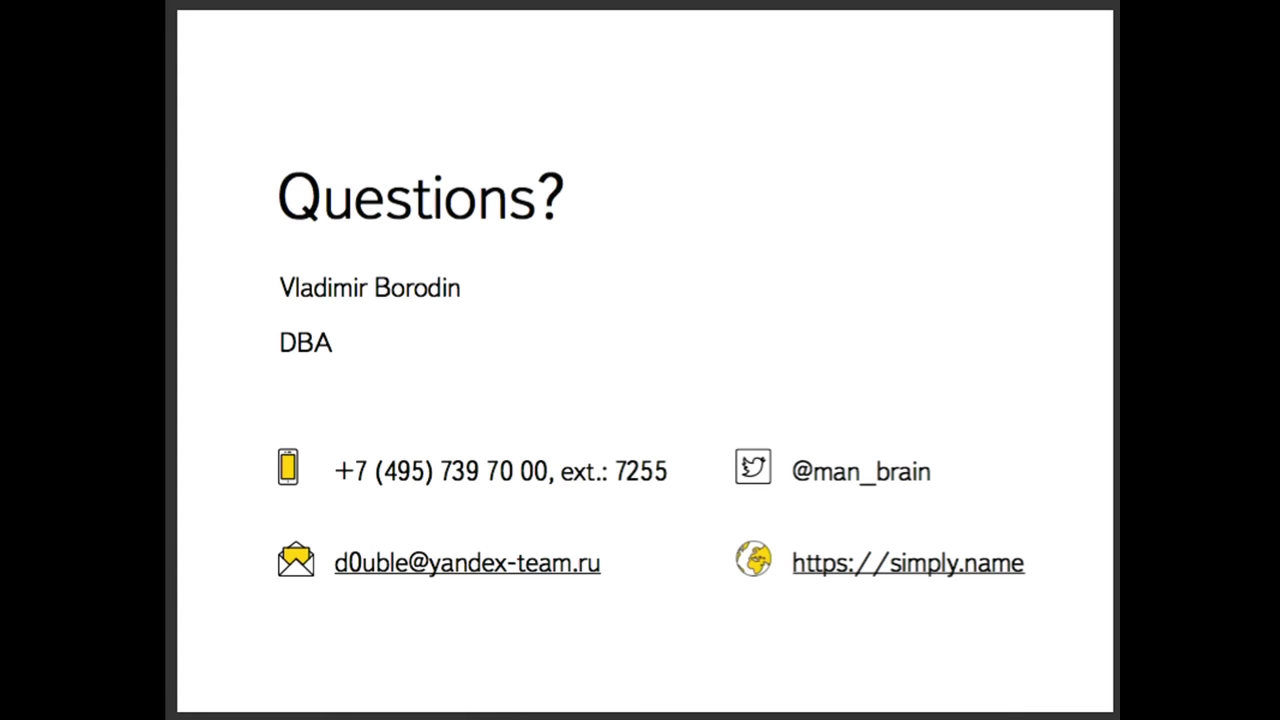 Questions?
Vladimir Borodin
DBA
+7 (495) 739 70 00, ext.: 7255
@man_brain
d0uble@yandex-team.ru
https://simply.name